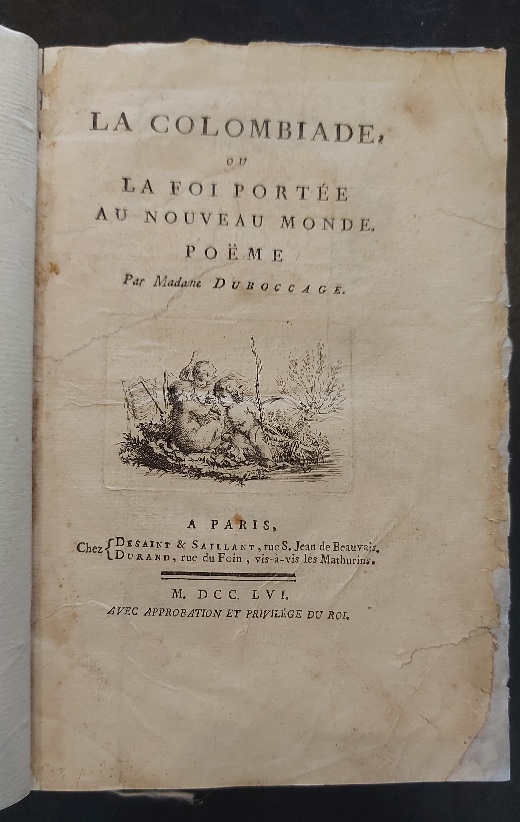 LA COLOMBIADE,
OU
LA FOI PORTÉE
AU NOUVEAU MONDE.
POËME
Par Madame DUBOCCAGE.
A PARIS,
Chez { DESAINT & SAILLANT, rue S. Jean de Beauvais.
DURAND, rue du Foin, vis-a-vis les Mathurins.
M. DCC. LVI.
AVEC APPROBATION ET PRIVILÉGE DU ROI.